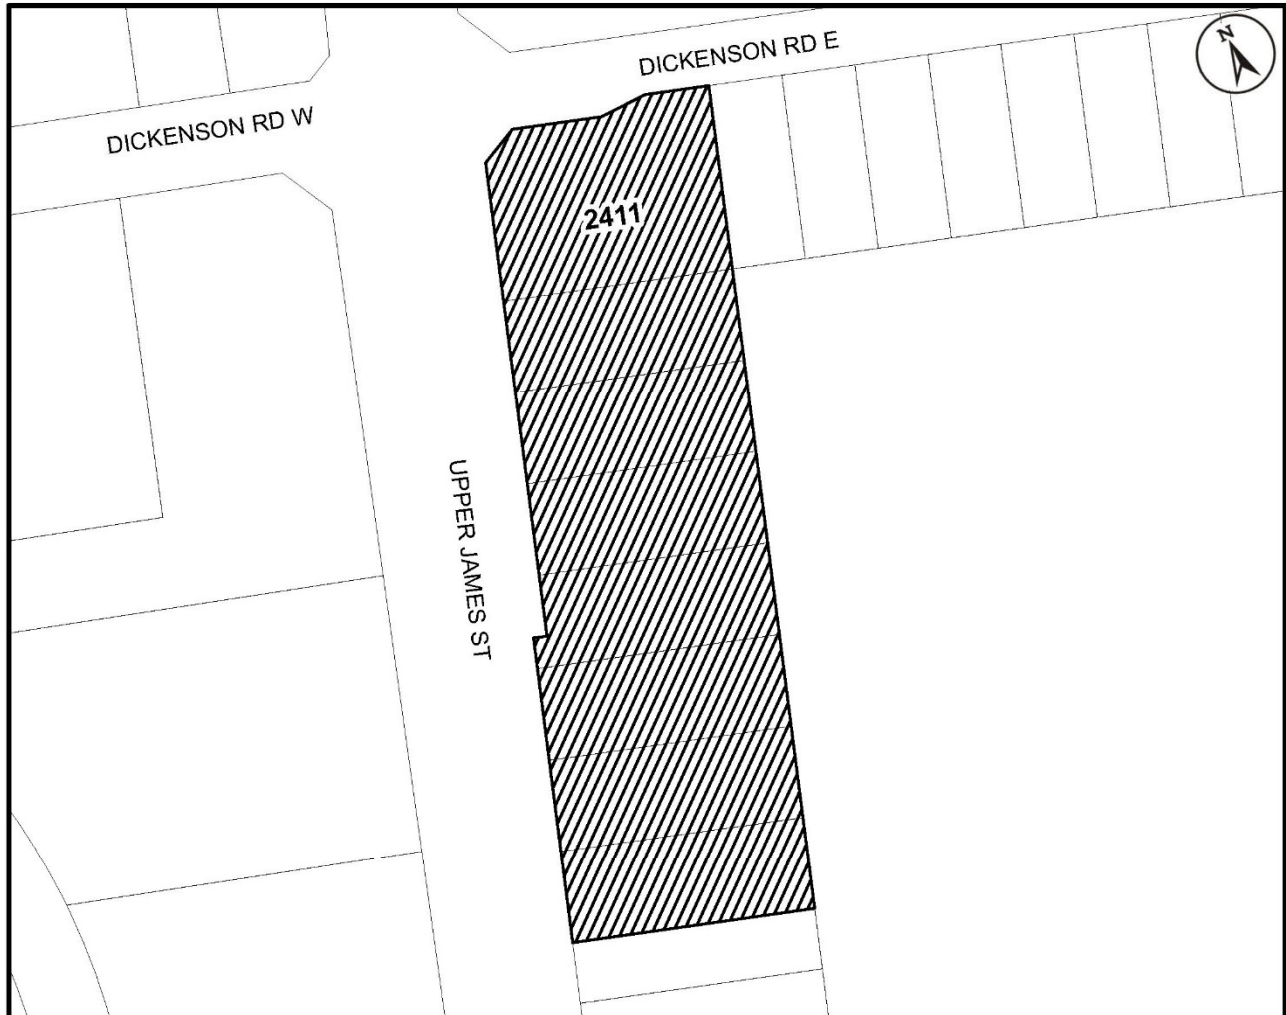 DICKENSON RD E
N
DICKENSON RD W
2411
UPPER JAMES ST